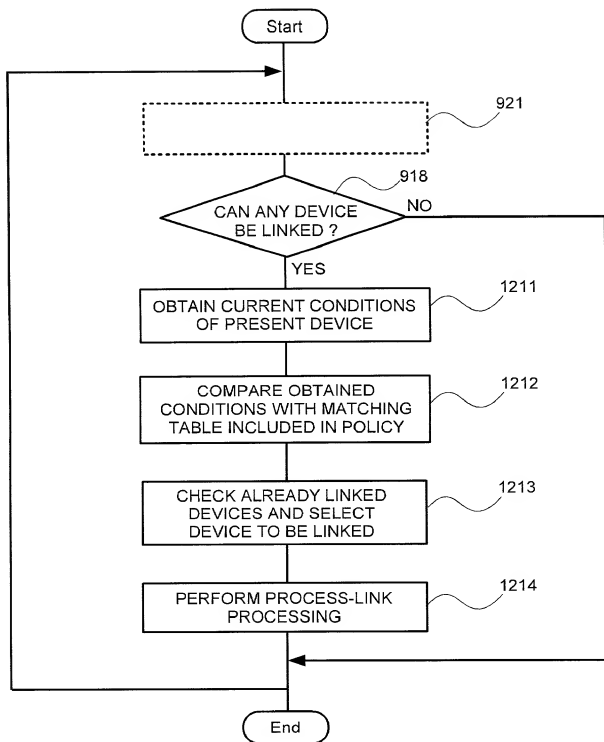 Start
921
918
CAN ANY DEVICE
BE LINKED ?
NO
YES
1211
OBTAIN CURRENT CONDITIONS
OF PRESENT DEVICE
1212
COMPARE OBTAINED
CONDITIONS WITH MATCHING
TABLE INCLUDED IN POLICY
1213
CHECK ALREADY LINKED
DEVICES AND SELECT
DEVICE TO BE LINKED
1214
PERFORM PROCESS-LINK
PROCESSING
End